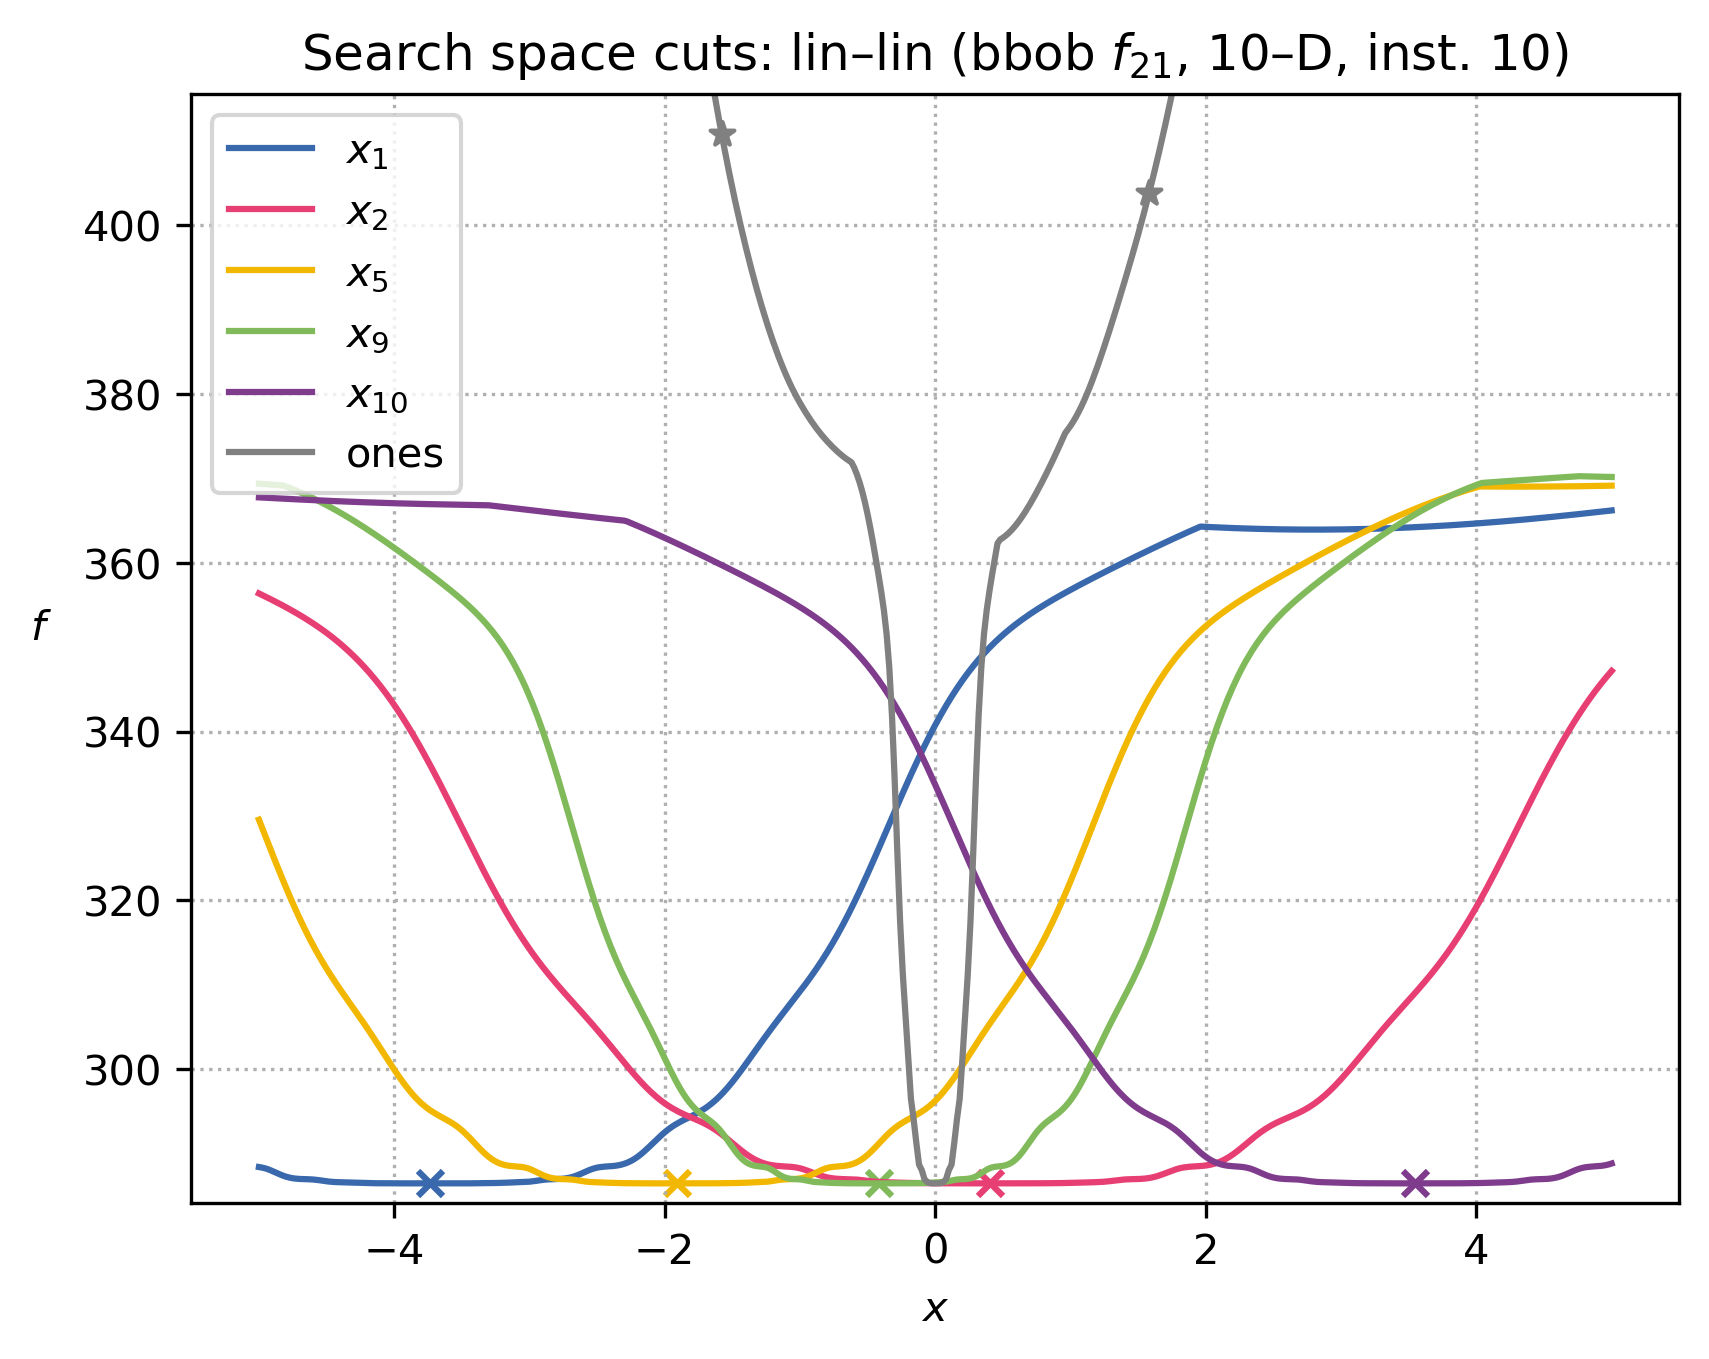 Search space cuts: lin–lin (bbob f₂₁, 10–D, inst. 10)
x₁
x₂
x₅
x₉
x₁₀
ones
400
380
360
340
320
300
f
−4 −2 0 2 4
x